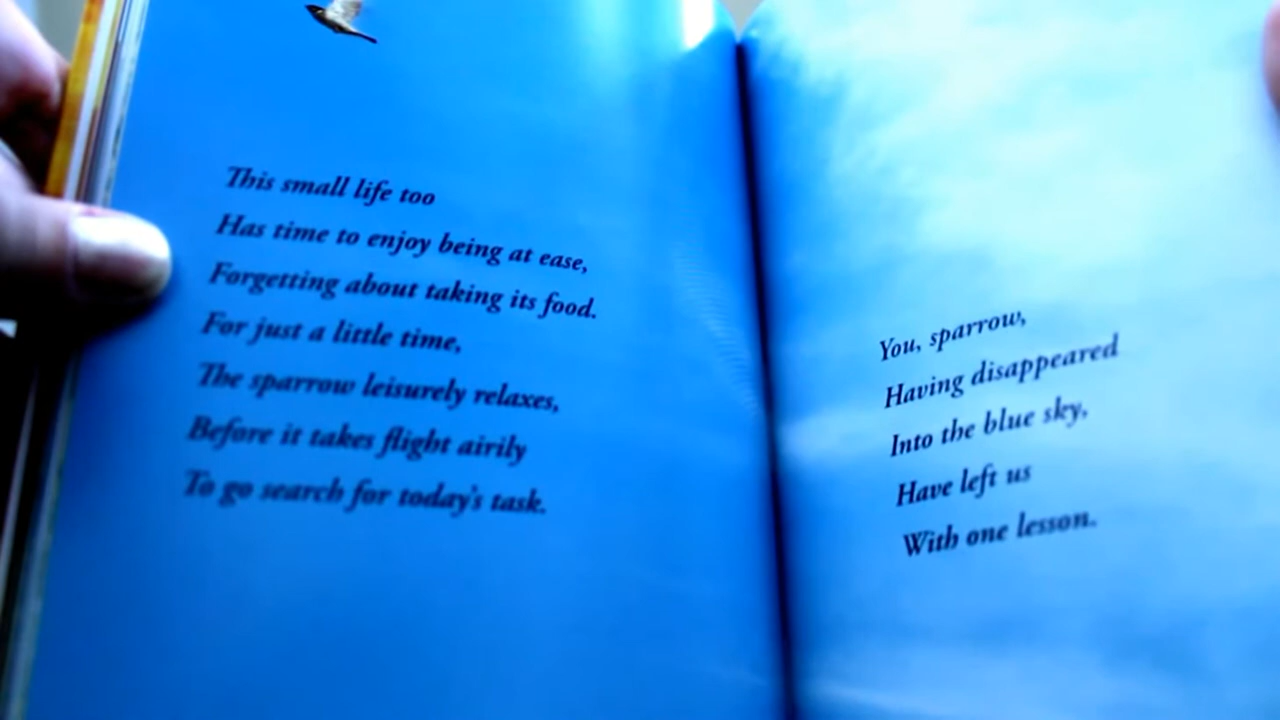 This small life too
Has time to enjoy being at ease,
Forgetting about taking its food.
For just a little time,
The sparrow leisurely relaxes,
Before it takes flight airily
To go search for today's task.
You, sparrow,
Having disappeared
Into the blue sky,
Have left us
With one lesson.